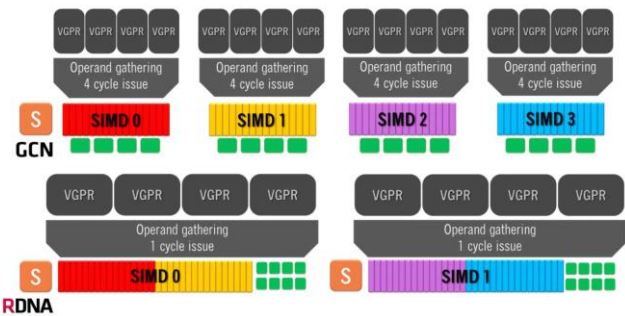 VGPR VGPR VGPR VGPR VGPR VGPR VGPR VGPR VGPR VGPR VGPR VGPR VGPR VGPR VGPR VGPR
Operand gathering Operand gathering Operand gathering Operand gathering
4 cycle issue 4 cycle issue 4 cycle issue 4 cycle issue
S SIMD 0 SIMD 1 SIMD 2 SIMD 3
GCN
VGPR VGPR VGPR VGPR VGPR VGPR VGPR VGPR
Operand gathering Operand gathering
1 cycle issue 1 cycle issue
S SIMD 0 S SIMD 1
RDNA